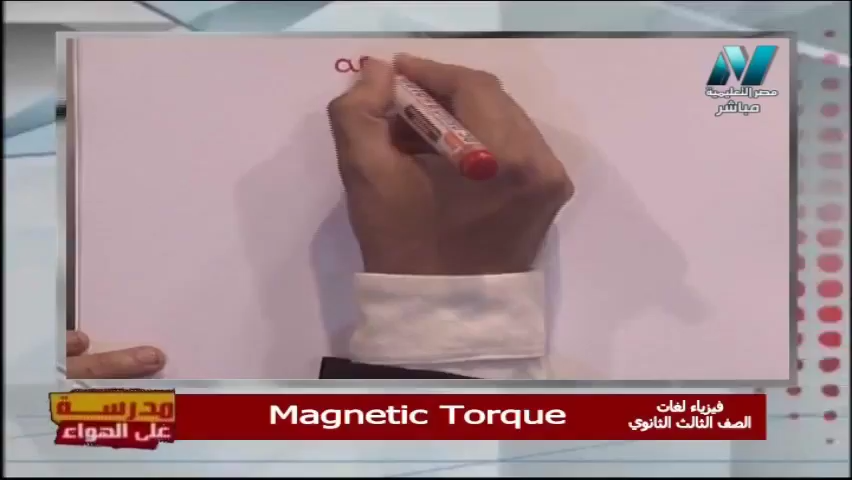 مصر التعليمية
مباشر
مدرسة
على الهواء
Magnetic Torque
فيزياء لغات
الصف الثالث الثانوي